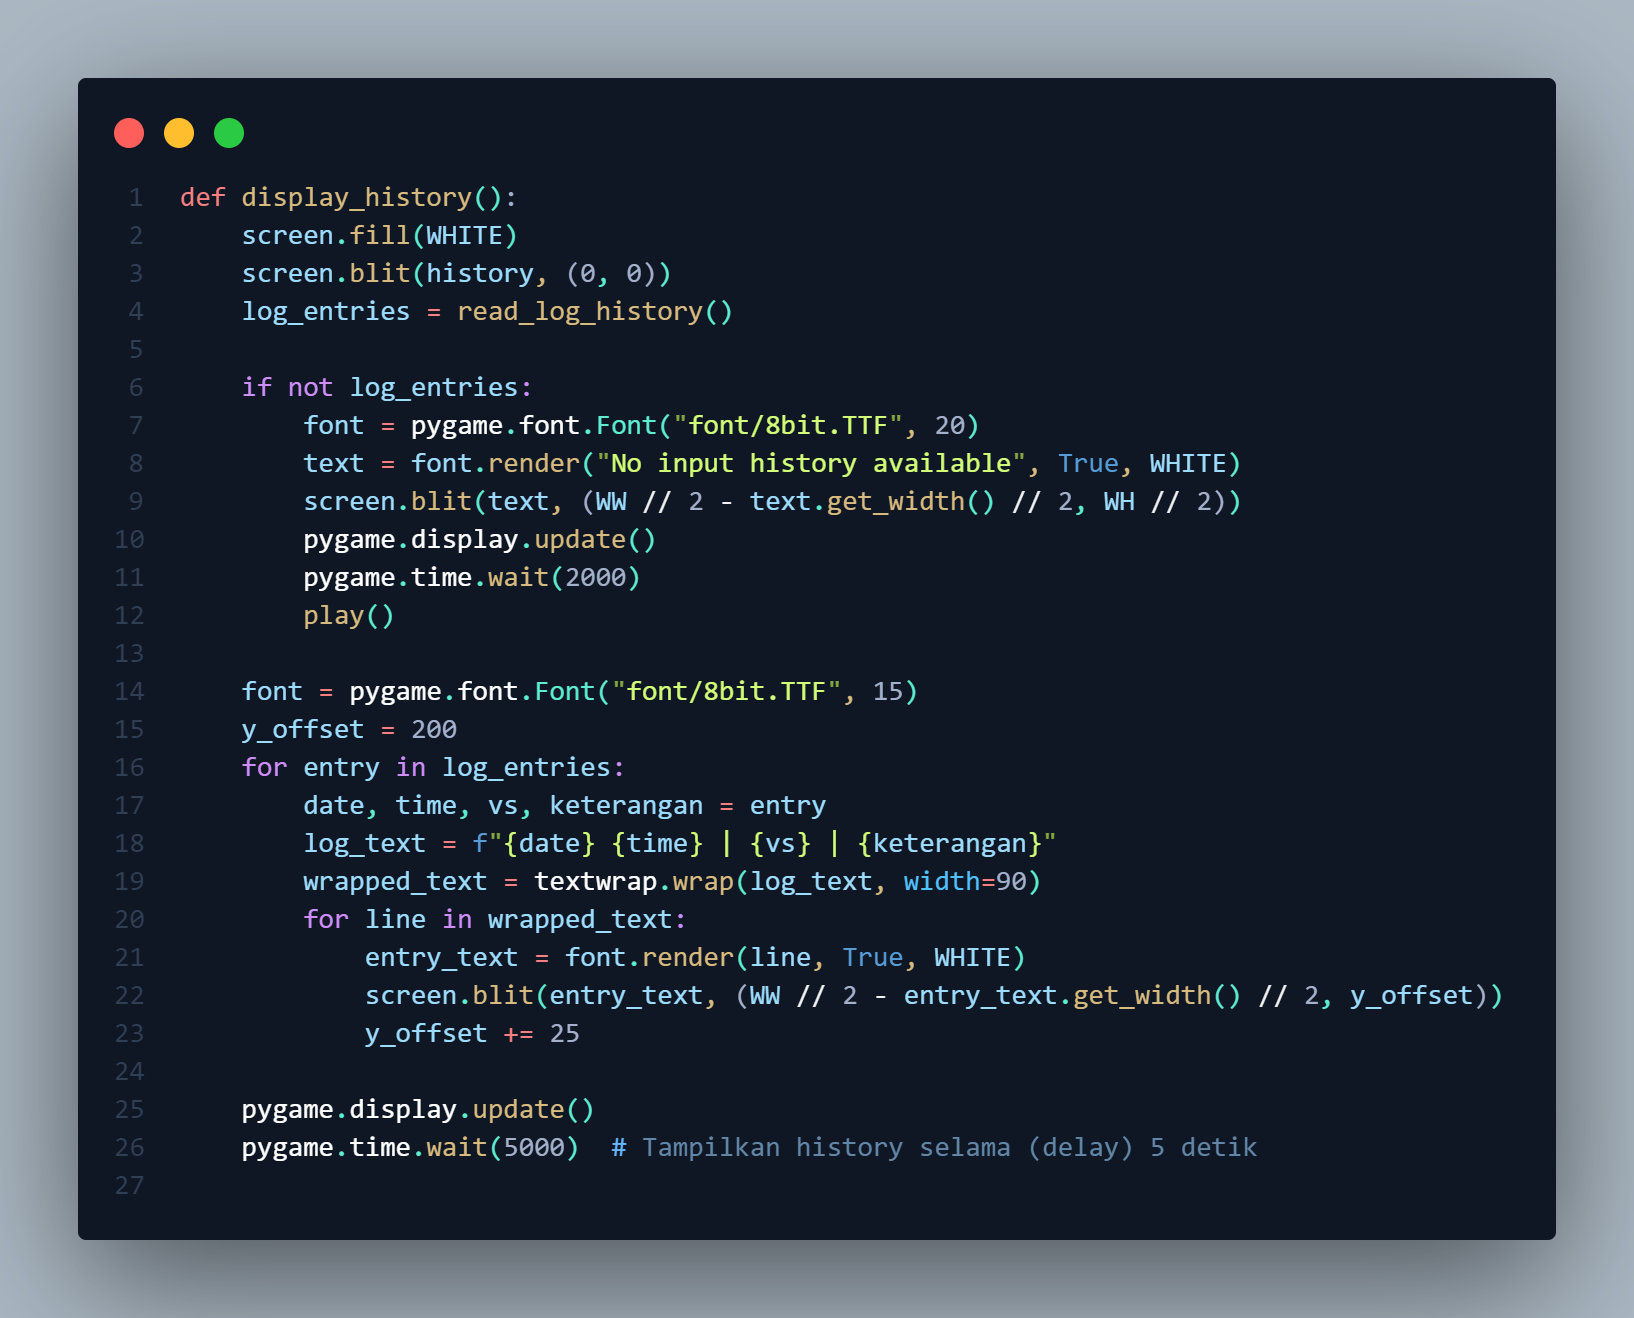 1 def display_history():
2     screen.fill(WHITE)
3     screen.blit(history, (0, 0))
4     log_entries = read_log_history()
5
6     if not log_entries:
7         font = pygame.font.Font("font/8bit.TTF", 20)
8         text = font.render("No input history available", True, WHITE)
9         screen.blit(text, (WW // 2 - text.get_width() // 2, WH // 2))
10         pygame.display.update()
11         pygame.time.wait(2000)
12         play()
13
14     font = pygame.font.Font("font/8bit.TTF", 15)
15     y_offset = 200
16     for entry in log_entries:
17         date, time, vs, keterangan = entry
18         log_text = f"{date} {time} | {vs} | {keterangan}"
19         wrapped_text = textwrap.wrap(log_text, width=90)
20         for line in wrapped_text:
21             entry_text = font.render(line, True, WHITE)
22             screen.blit(entry_text, (WW // 2 - entry_text.get_width() // 2, y_offset))
23             y_offset += 25
24
25     pygame.display.update()
26     pygame.time.wait(5000)  # Tampilkan history selama (delay) 5 detik
27